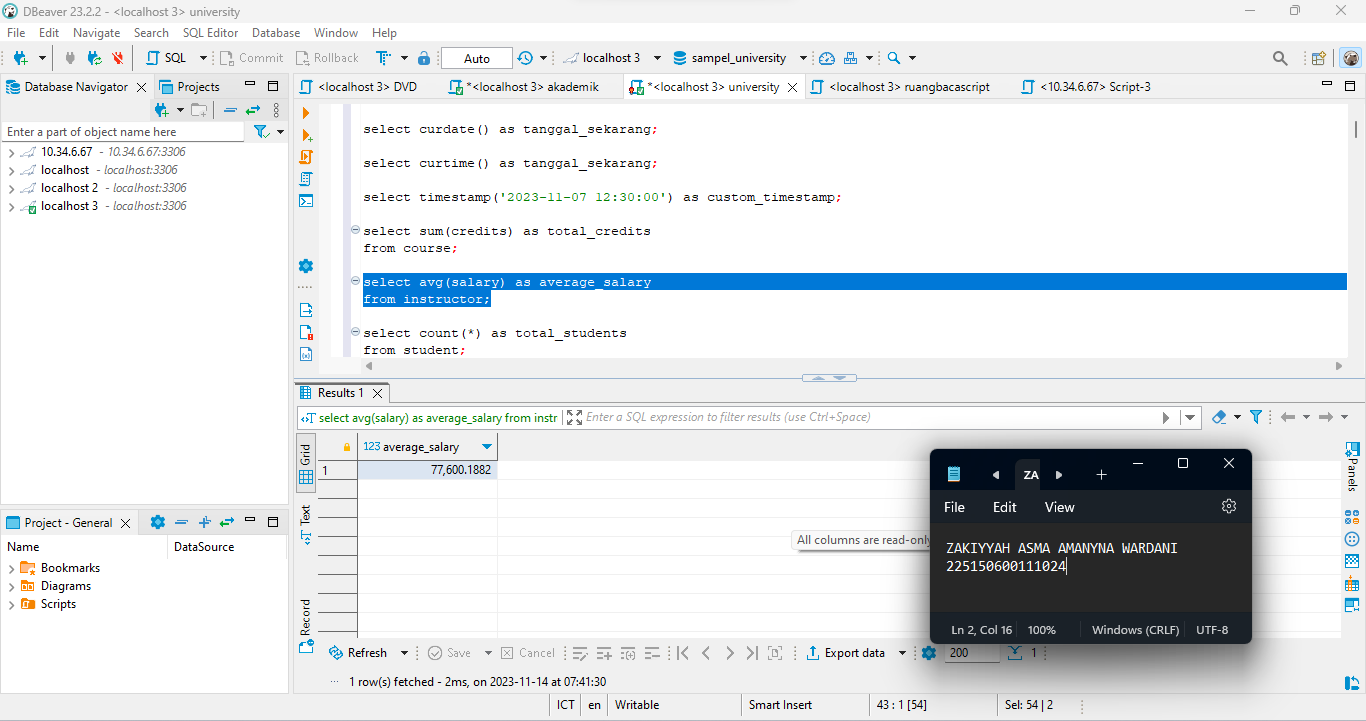 DBeaver 23.2.2 - <localhost 3> university
File Edit Navigate Search SQL Editor Database Window Help
SQL Commit Rollback Auto localhost 3 sampel_university
Database Navigator Projects
<localhost 3> DVD *<localhost 3> akademik *<localhost 3> university <localhost 3> ruangbacascript <10.34.6.67> Script-3
Enter a part of object name here
10.34.6.67 - 10.34.6.67:3306
localhost - localhost:3306
localhost 2 - localhost:3306
localhost 3 - localhost:3306
select curdate() as tanggal_sekarang;
select curtime() as tanggal_sekarang;
select timestamp('2023-11-07 12:30:00') as custom_timestamp;
select sum(credits) as total_credits
from course;
select avg(salary) as average_salary
from instructor;
select count(*) as total_students
from student;
Results 1
select avg(salary) as average_salary from instr Enter a SQL expression to filter results (use Ctrl+Space)
Grid
Text
Record
123 average_salary
1 77,600.1882
Panels
All columns are read-only
ZA
File Edit View
ZAKIYYAH ASMA AMANYNA WARDANI
225150600111024
Ln 2, Col 16 100% Windows (CRLF) UTF-8
Project - General
Name DataSource
Bookmarks
Diagrams
Scripts
Refresh Save Cancel Export data 200 1
1 row(s) fetched - 2ms, on 2023-11-14 at 07:41:30
ICT en Writable Smart Insert 43 : 1 [54] Sel: 54 | 2